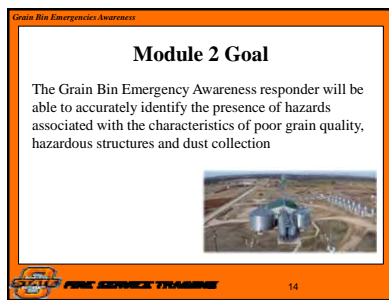 Grain Bin Emergencies Awareness
Module 2 Goal
The Grain Bin Emergency Awareness responder will be
able to accurately identify the presence of hazards
associated with the characteristics of poor grain quality,
hazardous structures and dust collection
STATE
FIRE SERVICE TRAINING
14